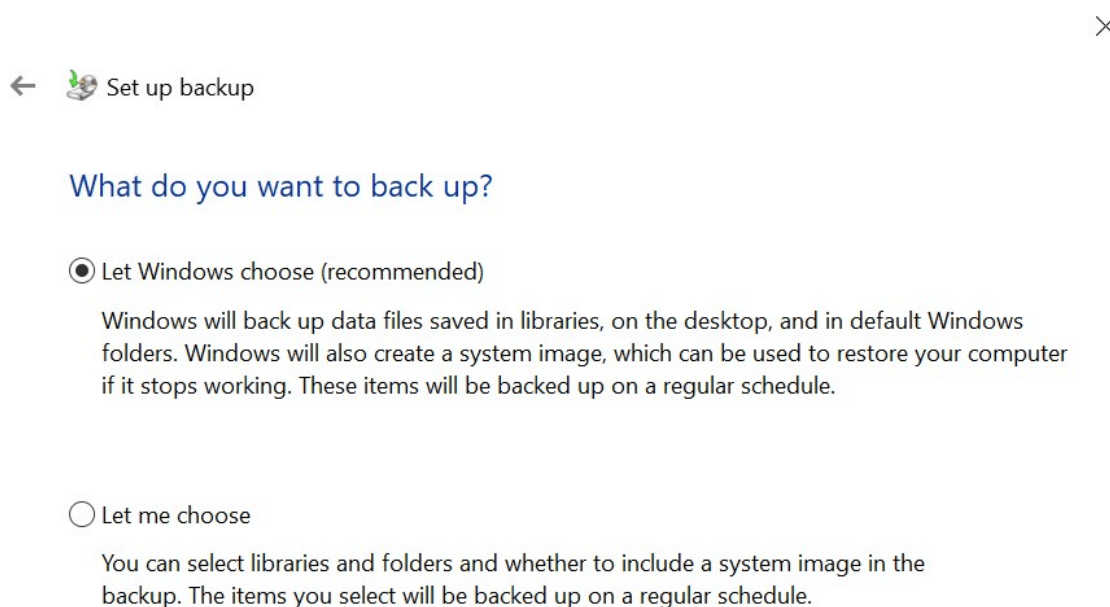 Set up backup
What do you want to back up?
Let Windows choose (recommended)
Windows will back up data files saved in libraries, on the desktop, and in default Windows
folders. Windows will also create a system image, which can be used to restore your computer
if it stops working. These items will be backed up on a regular schedule.
Let me choose
You can select libraries and folders and whether to include a system image in the
backup. The items you select will be backed up on a regular schedule.